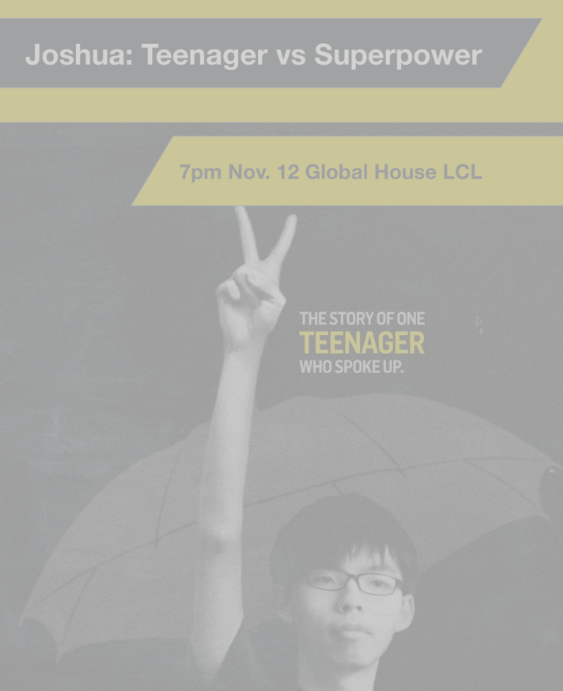 Joshua: Teenager vs Superpower
7pm Nov. 12 Global House LCL
THE STORY OF ONE
TEENAGER
WHO SPOKE UP.